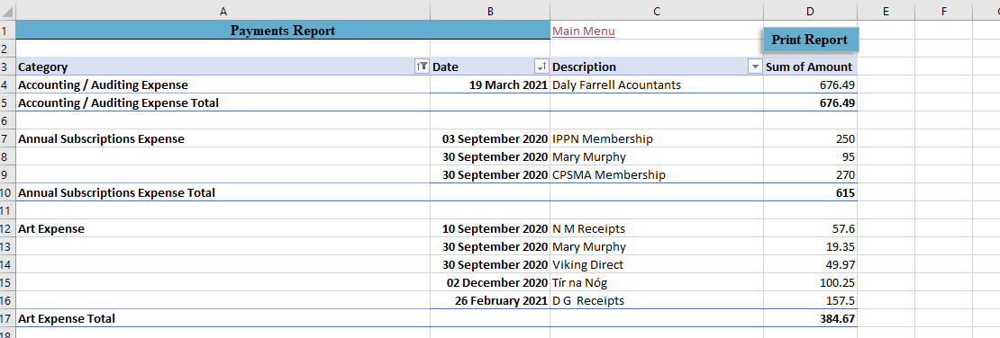 A B C D E F
1 Payments Report Main Menu
2 Print Report
3 Category Date Description Sum of Amount
4 Accounting / Auditing Expense 19 March 2021 Daly Farrell Acountants 676.49
5 Accounting / Auditing Expense Total 676.49
6
7 Annual Subscriptions Expense 03 September 2020 IPPN Membership 250
8 30 September 2020 Mary Murphy 95
9 30 September 2020 CPSMA Membership 270
10 Annual Subscriptions Expense Total 615
11
12 Art Expense 10 September 2020 N M Receipts 57.6
13 30 September 2020 Mary Murphy 19.35
14 30 September 2020 Viking Direct 49.97
15 02 December 2020 Tír na Nóg 100.25
16 26 February 2021 D G Receipts 157.5
17 Art Expense Total 384.67
18